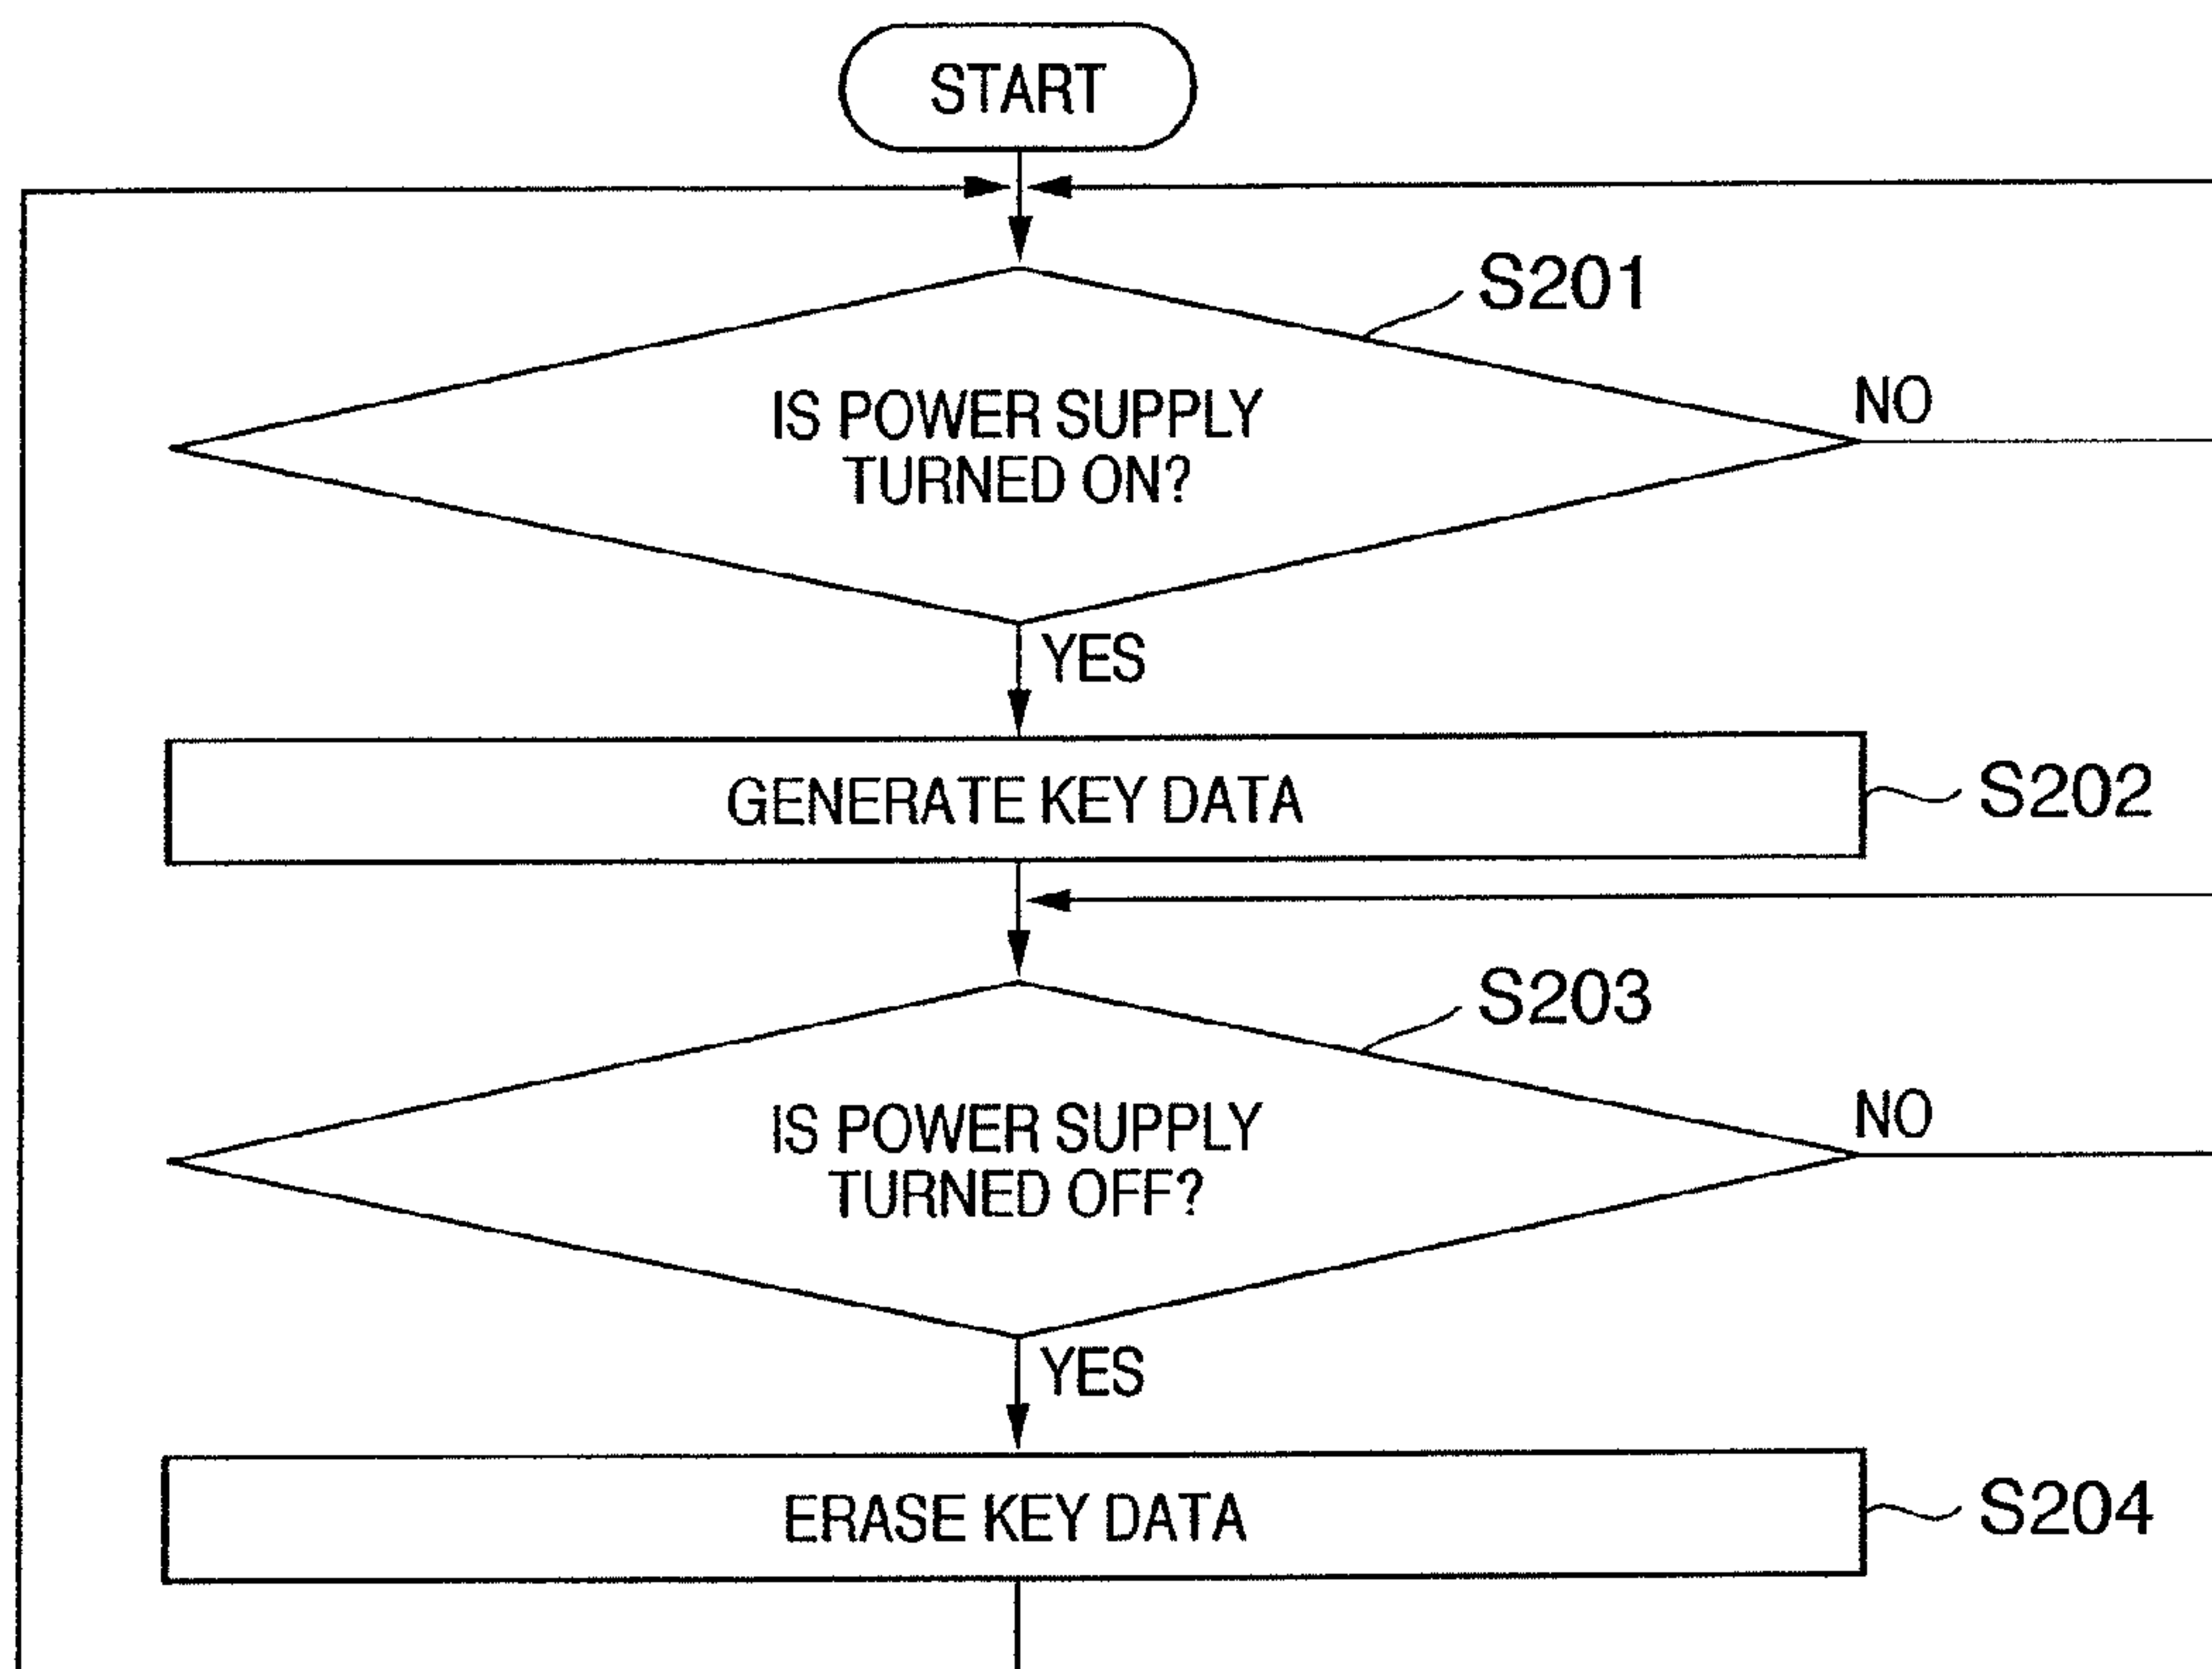 START
S201
IS POWER SUPPLY
TURNED ON?
NO
YES
GENERATE KEY DATA
S202
S203
IS POWER SUPPLY
TURNED OFF?
NO
YES
ERASE KEY DATA
S204